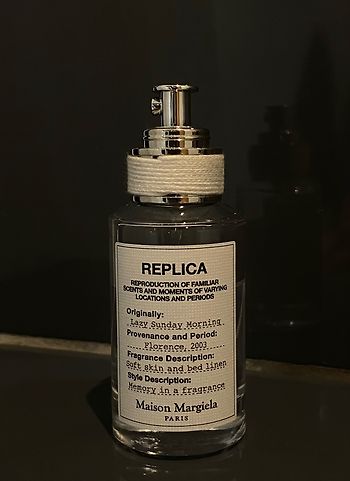 REPLICA
REPRODUCTION OF FAMILIAR
SCENTS AND MOMENTS OF VARYING
LOCATIONS AND PERIODS
Originally:
Lazy Sunday Morning
Provenance and Period:
Florence, 2003
Fragrance Description:
Soft skin and bed linen
Style Description:
Memory in a fragrance
Maison Margiela
PARIS